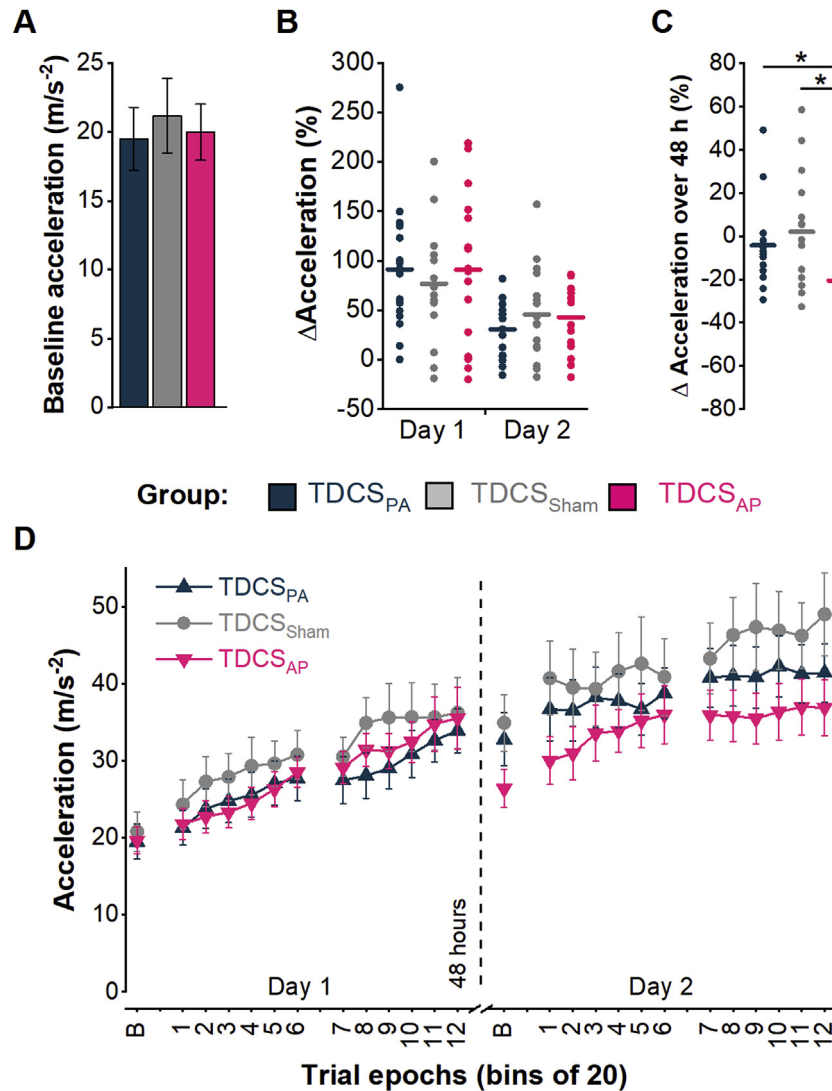 A
Baseline acceleration (m/s-2)
25
20
15
10
5
0
B
ΔAcceleration (%)
300
250
200
150
100
50
0
-50
Day 1
Day 2
C
Δ Acceleration over 48 h (%)
80
60
40
20
0
-20
-40
-60
-80
*
*
Group:
TDCSPA
TDCSSham
TDCSAP
D
Acceleration (m/s-2)
50
40
30
20
10
0
TDCSPA
TDCSSham
TDCSAP
48 hours
Day 1
Day 2
B 1 2 3 4 5 6 7 8 9 10 11 12 B 1 2 3 4 5 6 7 8 9 10 11 12
Trial epochs (bins of 20)